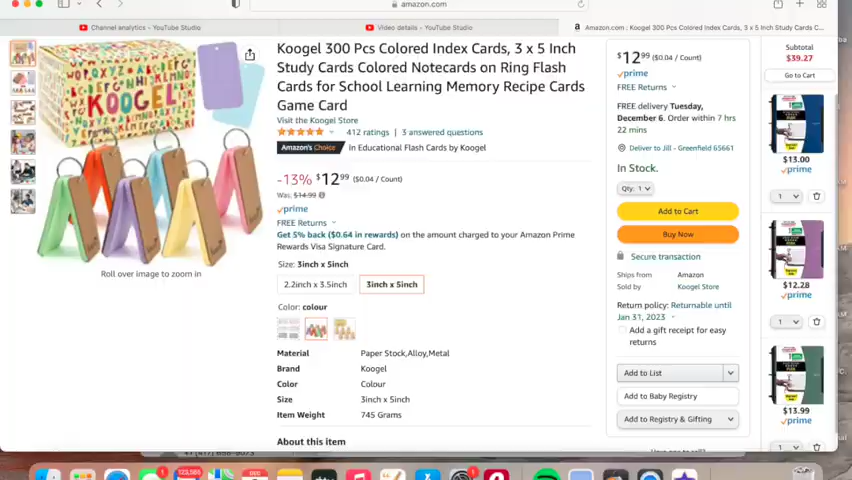 amazon.com
Channel analytics - YouTube Studio
Video details - YouTube Studio
Amazon.com : Koogel 300 Pcs Colored Index Cards, 3 x 5 Inch Study Cards C...
KOOGEL
Koogel 300 Pcs Colored Index Cards, 3 x 5 Inch
Study Cards Colored Notecards on Ring Flash
Cards for School Learning Memory Recipe Cards
Game Card
Visit the Koogel Store
412 ratings | 3 answered questions
Amazon's Choice in Educational Flash Cards by Koogel
-13% $12 99 ($0.04 / Count)
Was: $14.99
prime
FREE Returns
Get 5% back ($0.64 in rewards) on the amount charged to your Amazon Prime
Rewards Visa Signature Card.
Size: 3inch x 5inch
2.2inch x 3.5inch
3inch x 5inch
Color: colour
Material Paper Stock,Alloy,Metal
Brand Koogel
Color Colour
Size 3inch x 5inch
Item Weight 745 Grams
About this item
Roll over image to zoom in
$12 99 ($0.04 / Count)
prime
FREE Returns
FREE delivery Tuesday,
December 6. Order within 7 hrs
22 mins
Deliver to Jill - Greenfield 65661
In Stock.
Qty: 1
Add to Cart
Buy Now
Secure transaction
Ships from Amazon
Sold by Koogel Store
Return policy: Returnable until
Jan 31, 2023
Add a gift receipt for easy
returns
Add to List
Add to Baby Registry
Add to Registry & Gifting
Subtotal
$39.27
Go to Cart
$13.00
prime
1
$12.28
prime
1
$13.99
prime
1